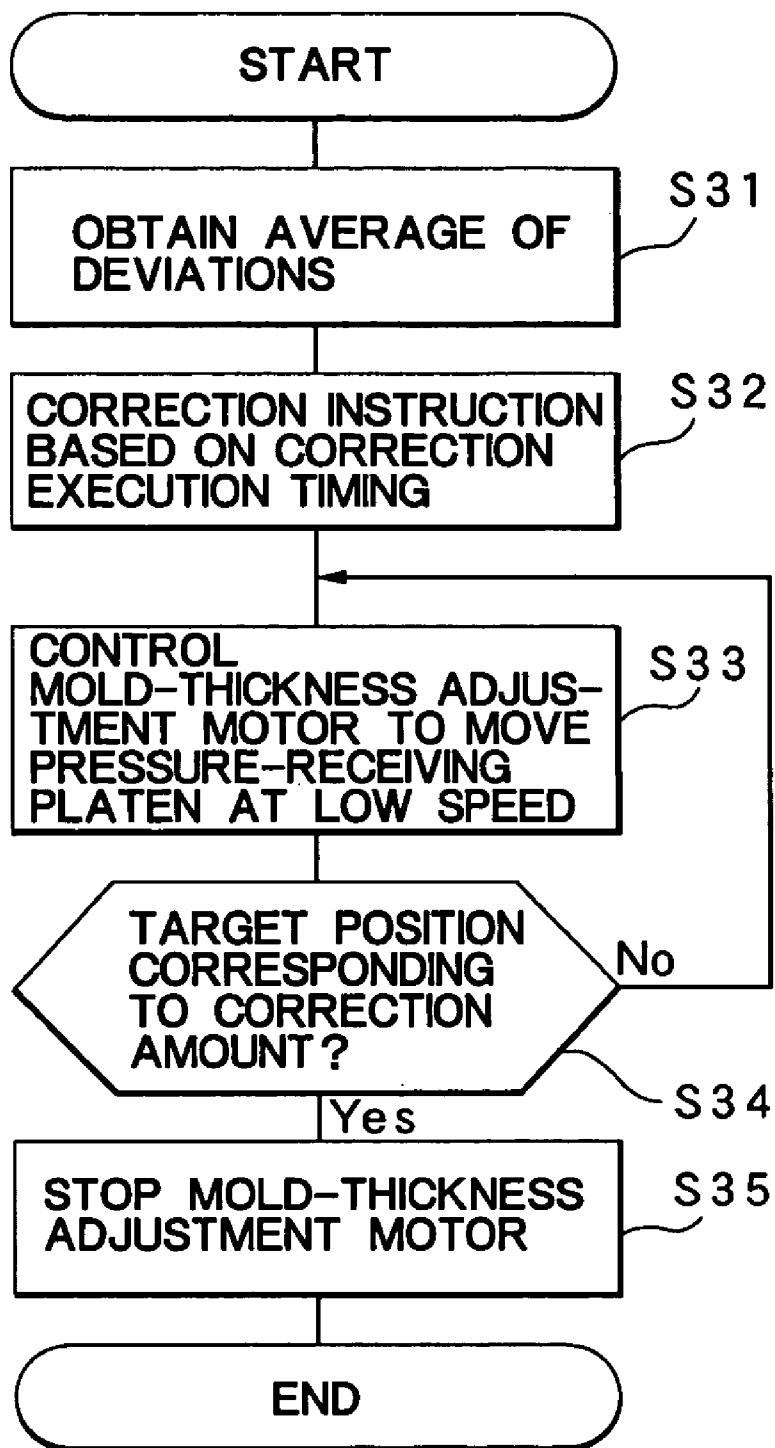 START
S31
OBTAIN AVERAGE OF
DEVIATIONS
S32
CORRECTION INSTRUCTION
BASED ON CORRECTION
EXECUTION TIMING
S33
CONTROL
MOLD-THICKNESS ADJUS-
TMENT MOTOR TO MOVE
PRESSURE-RECEIVING
PLATEN AT LOW SPEED
TARGET POSITION
CORRESPONDING
TO CORRECTION
AMOUNT?
No
S34
Yes
S35
STOP MOLD-THICKNESS
ADJUSTMENT MOTOR
END